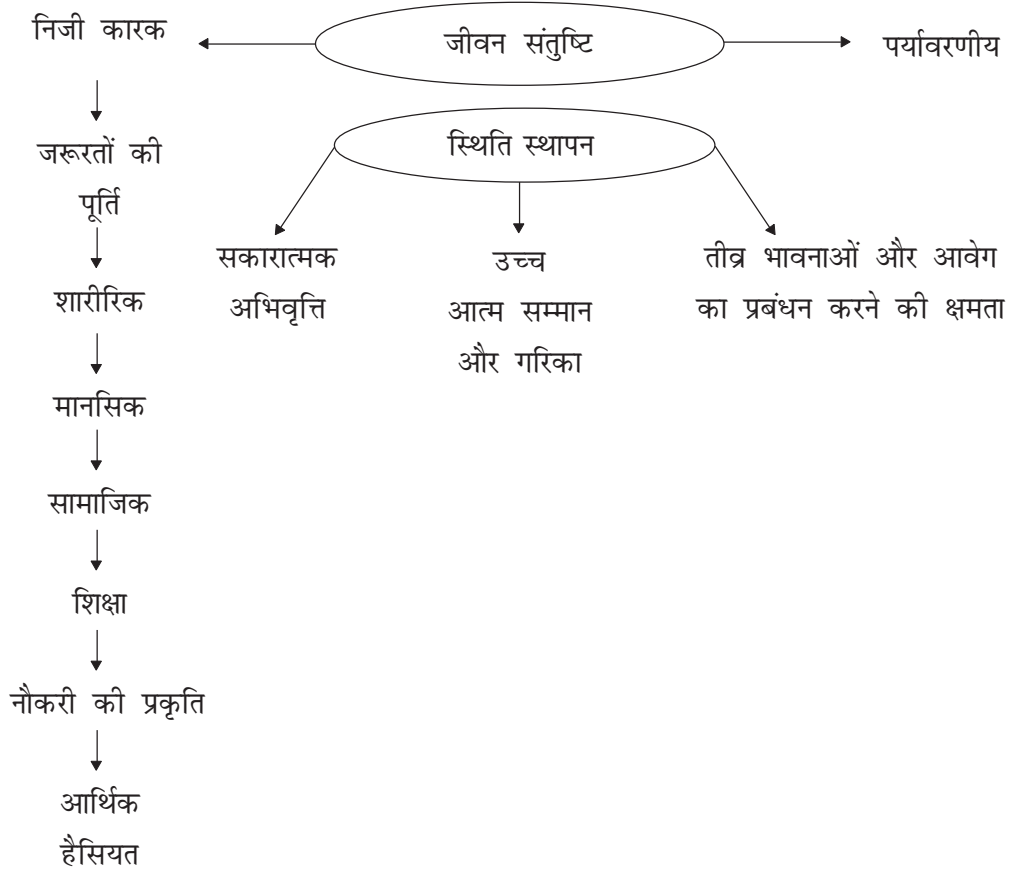 निजी कारक
जीवन संतुष्टि
पर्यावरणीय
स्थिति स्थापन
जरूरतों की
पूर्ति
सकारात्मक
अभिवृत्ति
उच्च
आत्म सम्मान
और गरिका
तीव्र भावनाओं और आवेग
का प्रबंधन करने की क्षमता
शारीरिक
मानसिक
सामाजिक
शिक्षा
नौकरी की प्रकृति
आर्थिक
हैसियत